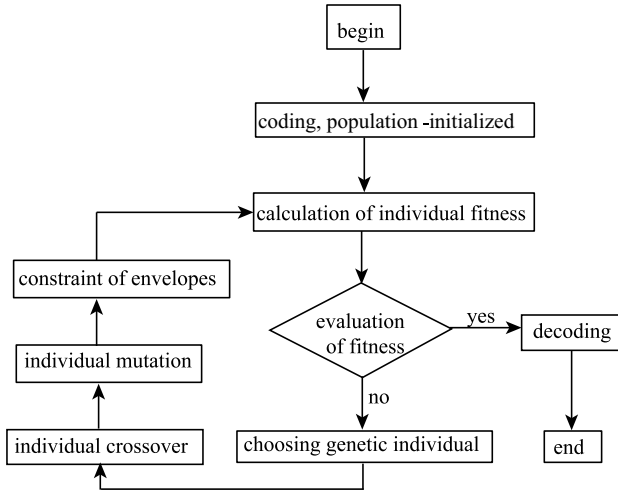 begin
coding, population-initialized
calculation of individual fitness
constraint of envelopes
evaluation
of fitness
yes
decoding
individual mutation
no
individual crossover
choosing genetic individual
end